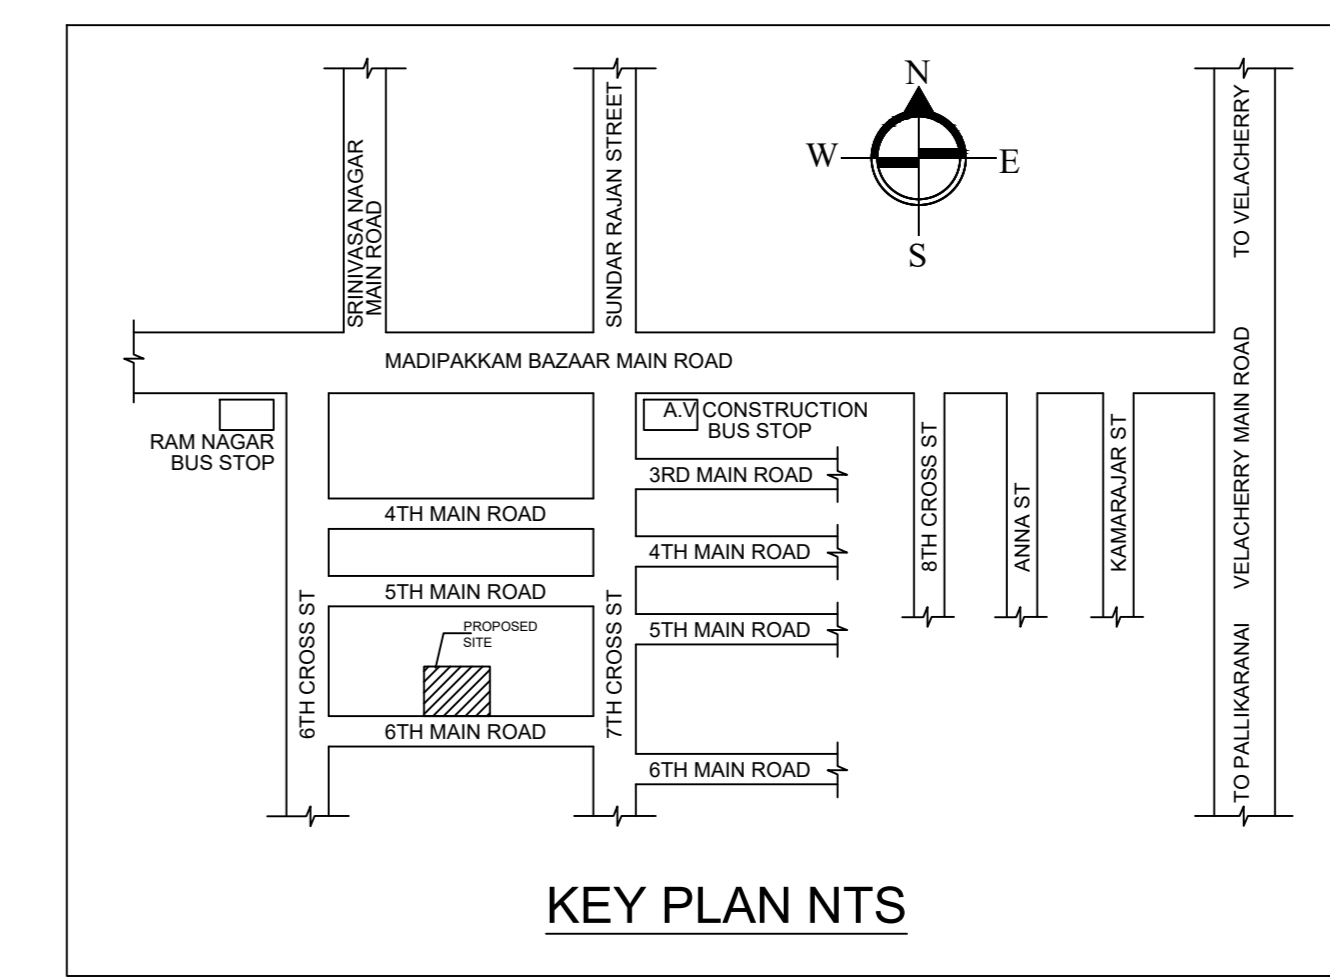 N
W
E
S
SRINIVASA NAGAR
MAIN ROAD
SUNDAR RAJAN STREET
TO VELACHERRY
MADIPAKKAM BAZAAR MAIN ROAD
VELACHERRY MAIN ROAD
RAM NAGAR
BUS STOP
A.V CONSTRUCTION
BUS STOP
3RD MAIN ROAD
4TH MAIN ROAD
4TH MAIN ROAD
5TH MAIN ROAD
5TH MAIN ROAD
8TH CROSS ST
ANNA ST
KAMARAJAR ST
PROPOSED
SITE
6TH CROSS ST
7TH CROSS ST
6TH MAIN ROAD
6TH MAIN ROAD
TO PALLIKARANAI
KEY PLAN NTS